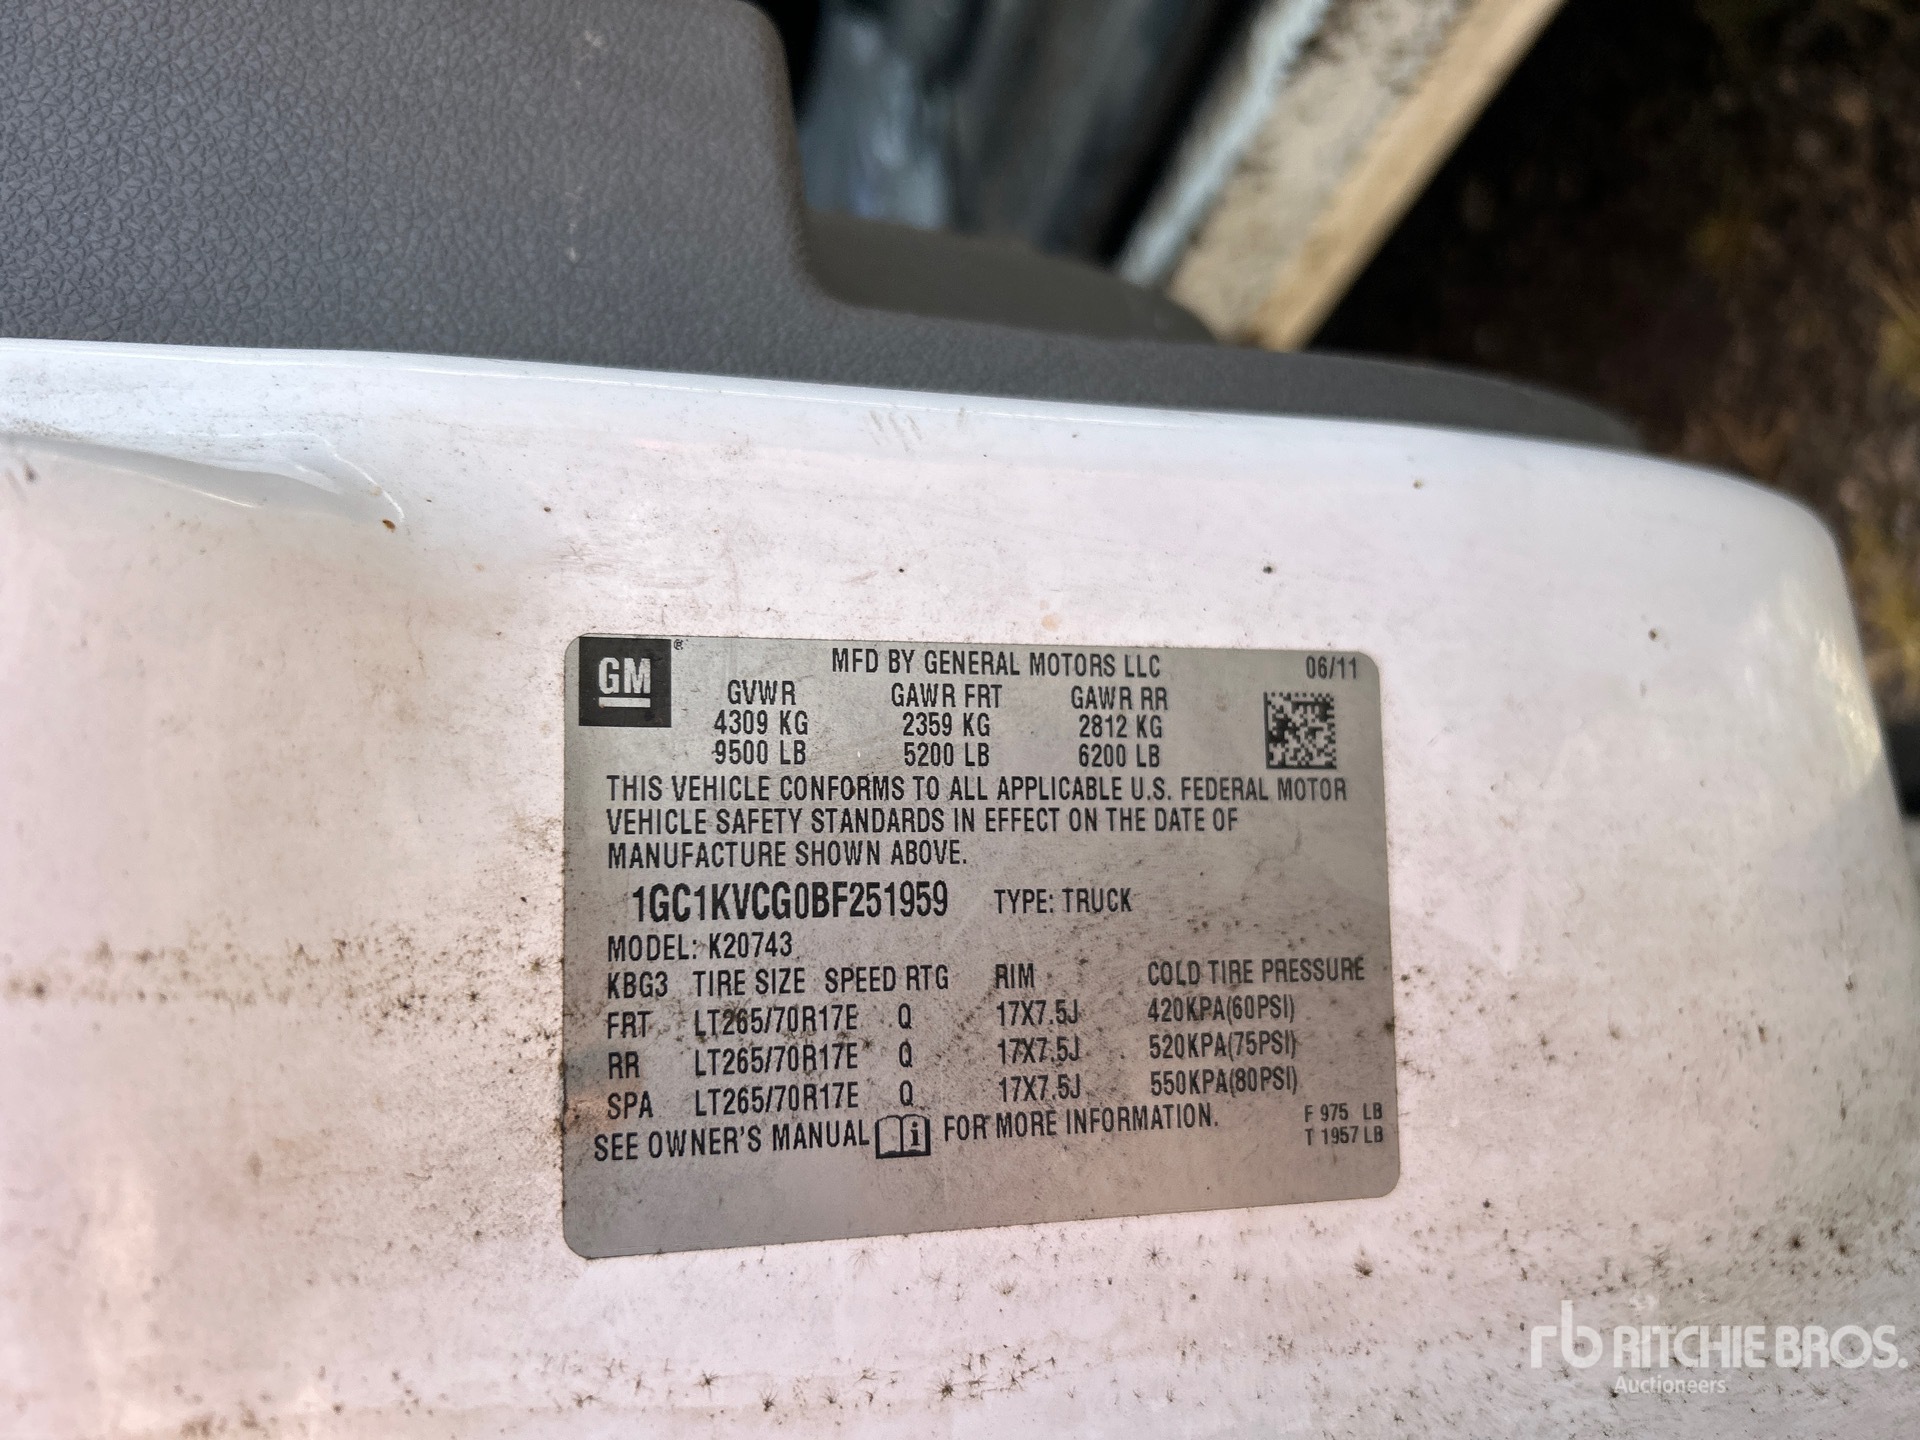 GM® MFD BY GENERAL MOTORS LLC 06/11
GVWR GAWR FRT GAWR RR
4309 KG 2359 KG 2812 KG
9500 LB 5200 LB 6200 LB
THIS VEHICLE CONFORMS TO ALL APPLICABLE U.S. FEDERAL MOTOR
VEHICLE SAFETY STANDARDS IN EFFECT ON THE DATE OF
MANUFACTURE SHOWN ABOVE.
1GC1KVCG0BF251959 TYPE: TRUCK
MODEL: K20743
KBG3 TIRE SIZE SPEED RTG RIM COLD TIRE PRESSURE
FRT LT265/70R17E Q 17X7.5J 420KPA(60PSI)
RR LT265/70R17E Q 17X7.5J 520KPA(75PSI)
SPA LT265/70R17E Q 17X7.5J 550KPA(80PSI)
SEE OWNER'S MANUAL i FOR MORE INFORMATION. F 975 LB
T 1957 LB
rb RITCHIE BROS.
Auctioneers